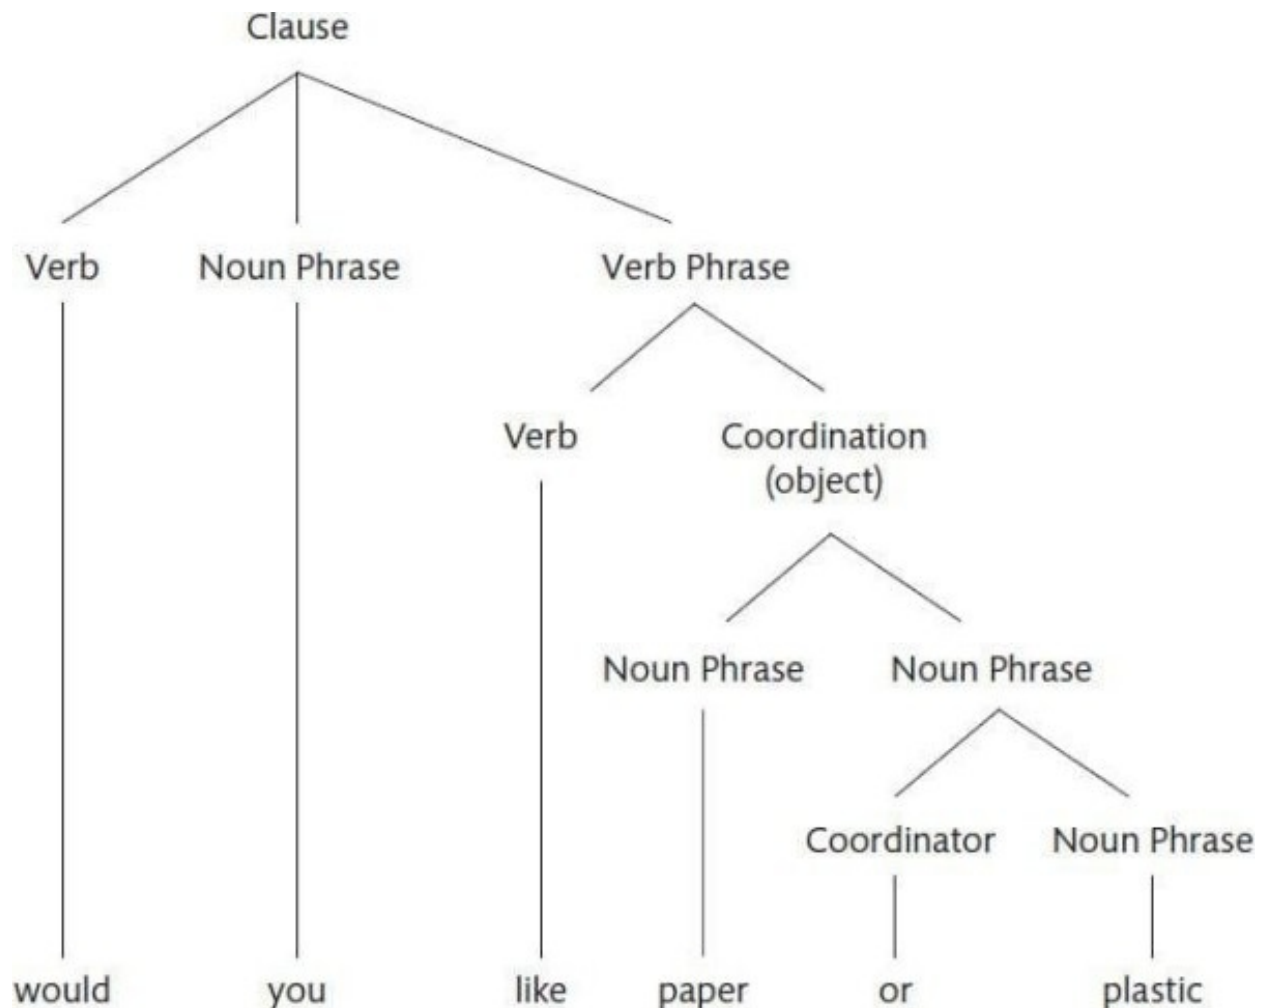 Clause
Verb Noun Phrase Verb Phrase
Verb Coordination
(object)
Noun Phrase Noun Phrase
Coordinator Noun Phrase
would you like paper or plastic